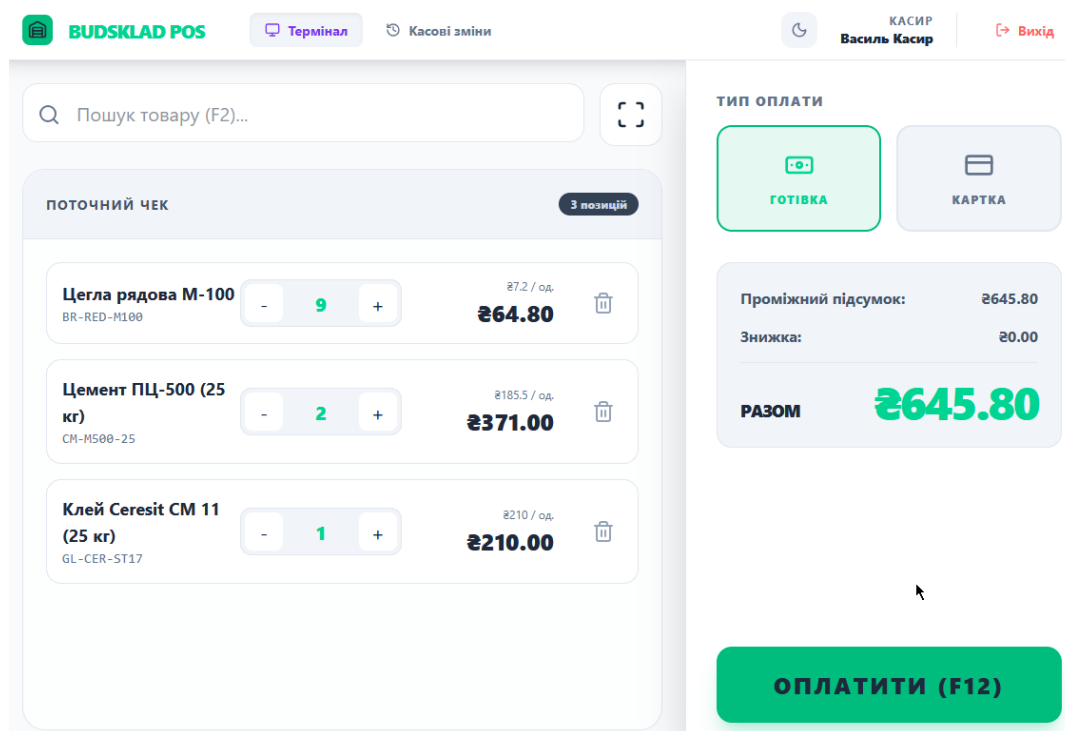 BUDSKLAD POS
Термінал
Касові зміни
КАСИР
Василь Касир
Вихід
Пошук товару (F2)...
ПОТОЧНИЙ ЧЕК
3 позицій
Цегла рядова М-100
BR-RED-M100
- 9 +
₴7.2 / од.
₴64.80
Цемент ПЦ-500 (25
кг)
CM-M500-25
- 2 +
₴185.5 / од.
₴371.00
Клей Ceresit CM 11
(25 кг)
GL-CER-ST17
- 1 +
₴210 / од.
₴210.00
ТИП ОПЛАТИ
ГОТІВКА
КАРТКА
Проміжний підсумок: ₴645.80
Знижка: ₴0.00
РАЗОМ ₴645.80
ОПЛАТИТИ (F12)